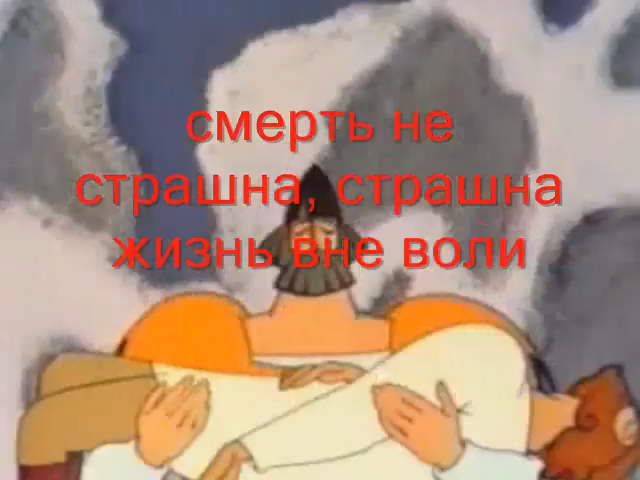 смерть не
страшна, страшна
жизнь вне воли